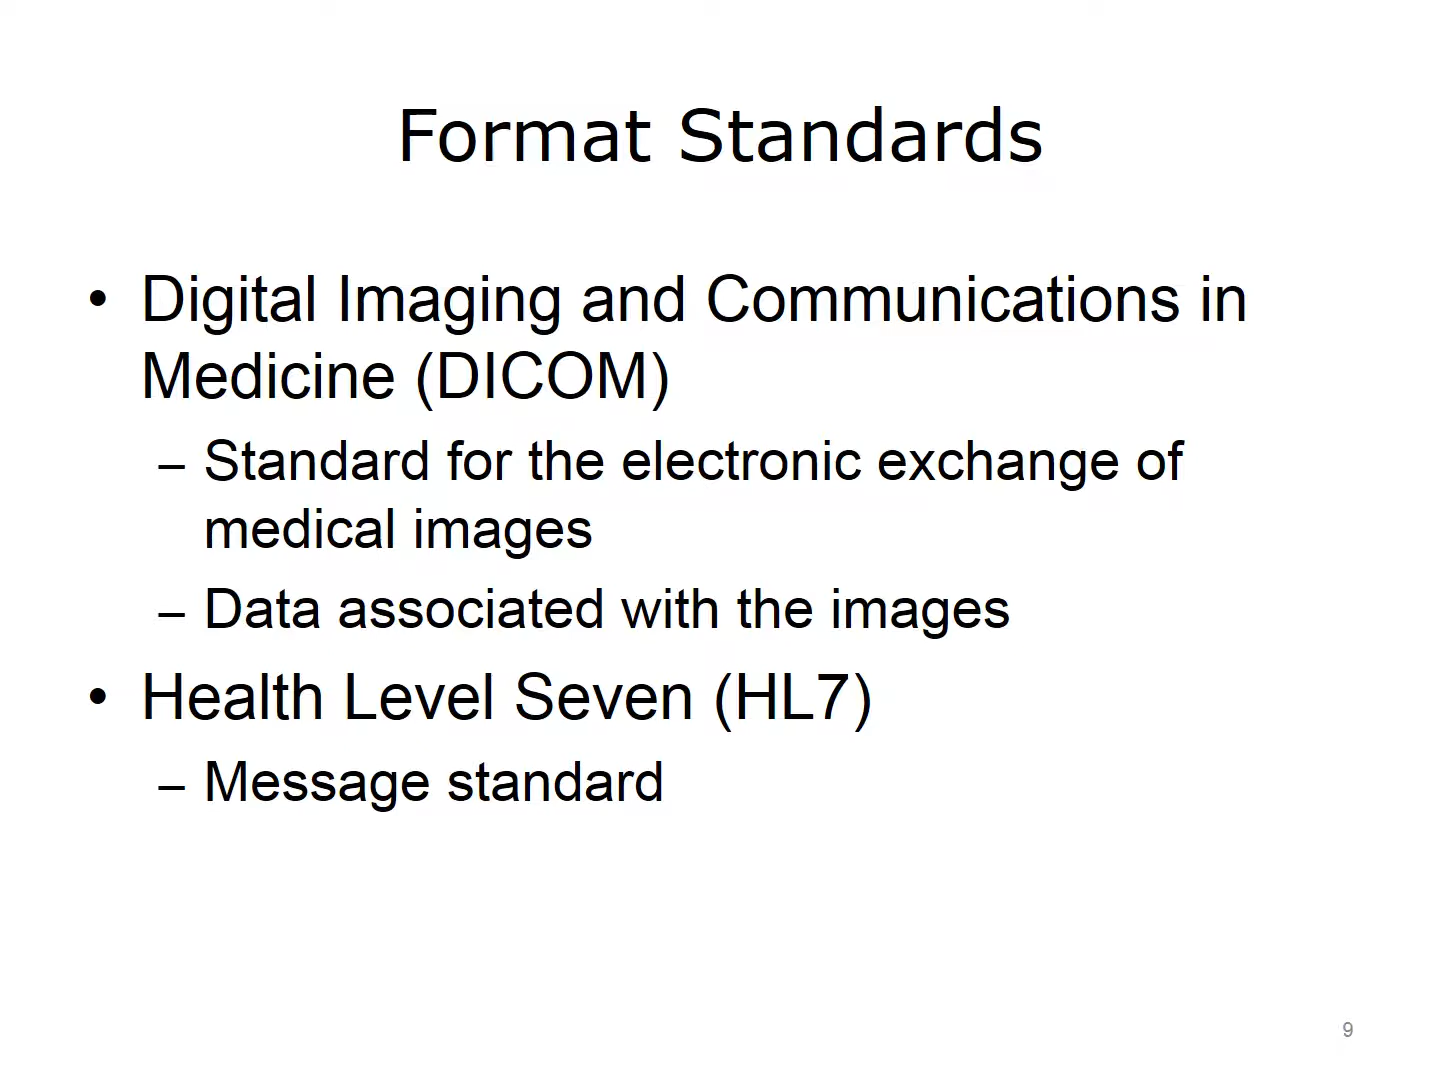 Format Standards
• Digital Imaging and Communications in
Medicine (DICOM)
– Standard for the electronic exchange of
medical images
– Data associated with the images
• Health Level Seven (HL7)
– Message standard
9